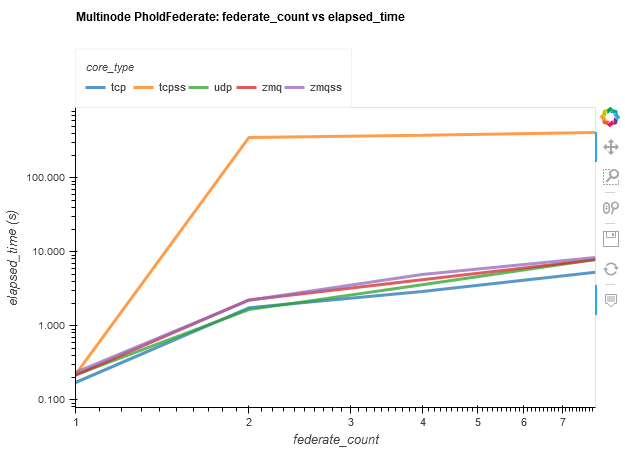 Multinode PholdFederate: federate_count vs elapsed_time
core_type
tcp tcpss udp zmq zmqss
100.000
10.000
1.000
0.100
elapsed_time (s)
1 2 3 4 5 6 7
federate_count